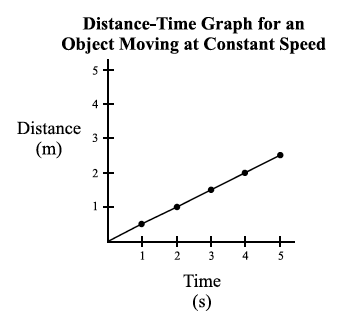 Distance-Time Graph for an
Object Moving at Constant Speed
5
4
Distance
(m)
3
2
1
1 2 3 4 5
Time
(s)